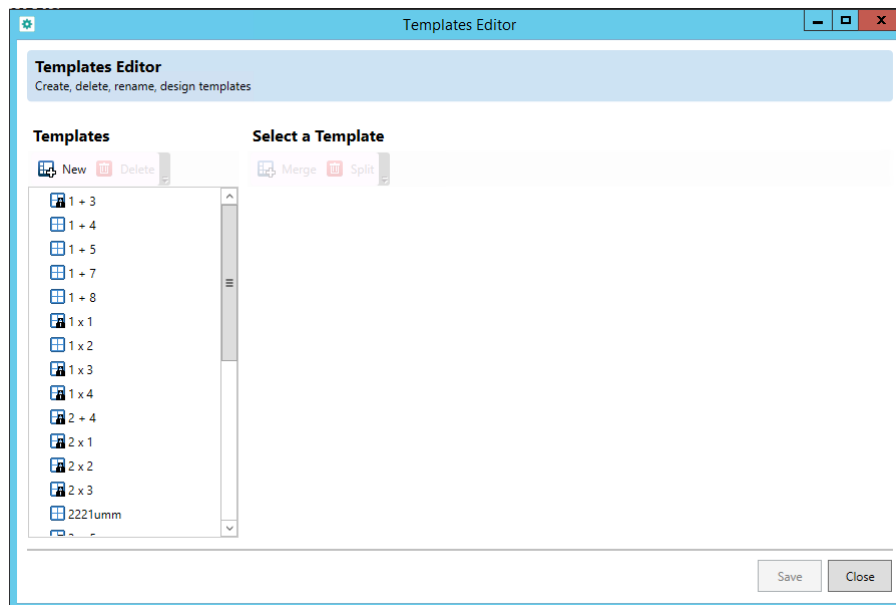 Templates Editor
Templates Editor
Create, delete, rename, design templates
Templates
Select a Template
New Delete
Merge Split
1 + 3
1 + 4
1 + 5
1 + 7
1 + 8
1 x 1
1 x 2
1 x 3
1 x 4
2 + 4
2 x 1
2 x 2
2 x 3
2221umm
Save Close